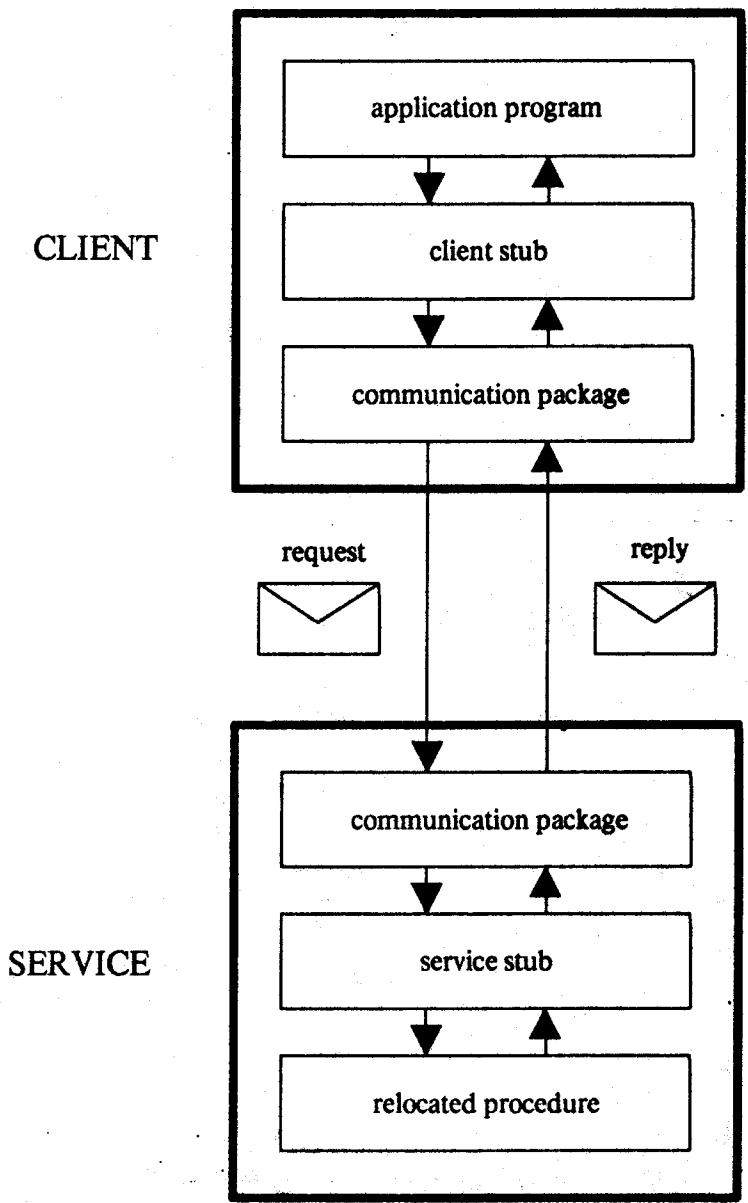 application program
CLIENT
client stub
communication package
request
reply
communication package
SERVICE
service stub
relocated procedure